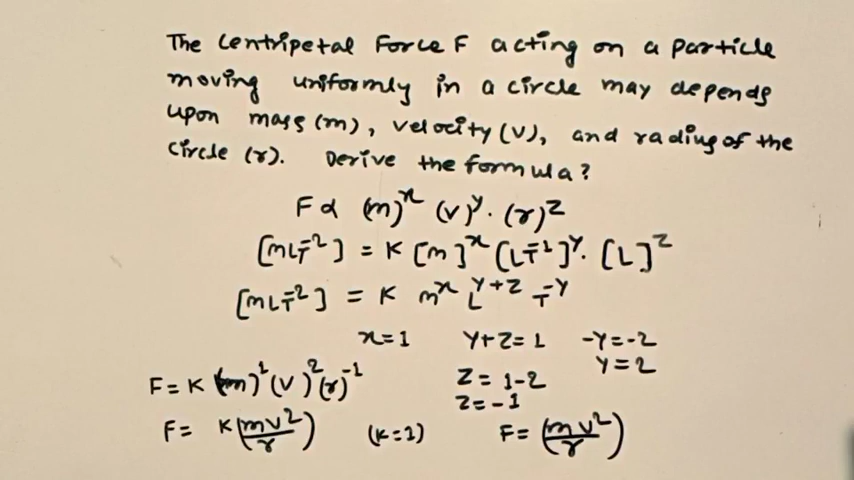 The Centripetal Force F acting on a particle
moving uniformly in a circle may depends
upon mass (m), velocity (v), and radius of the
circle (r). Derive the formula?
F ∝ (m)^x (v)^y · (r)^z
[MLT^-2] = K [M]^x [LT^-1]^y · [L]^z
[MLT^-2] = K M^x L^y+z T^-y
x=1 y+z=1 -y=-2
y=2
z=1-2
z=-1
F=K (m)^1 (v)^2 (r)^-1
F= K(mv^2/r) (K=1) F=(mv^2/r)